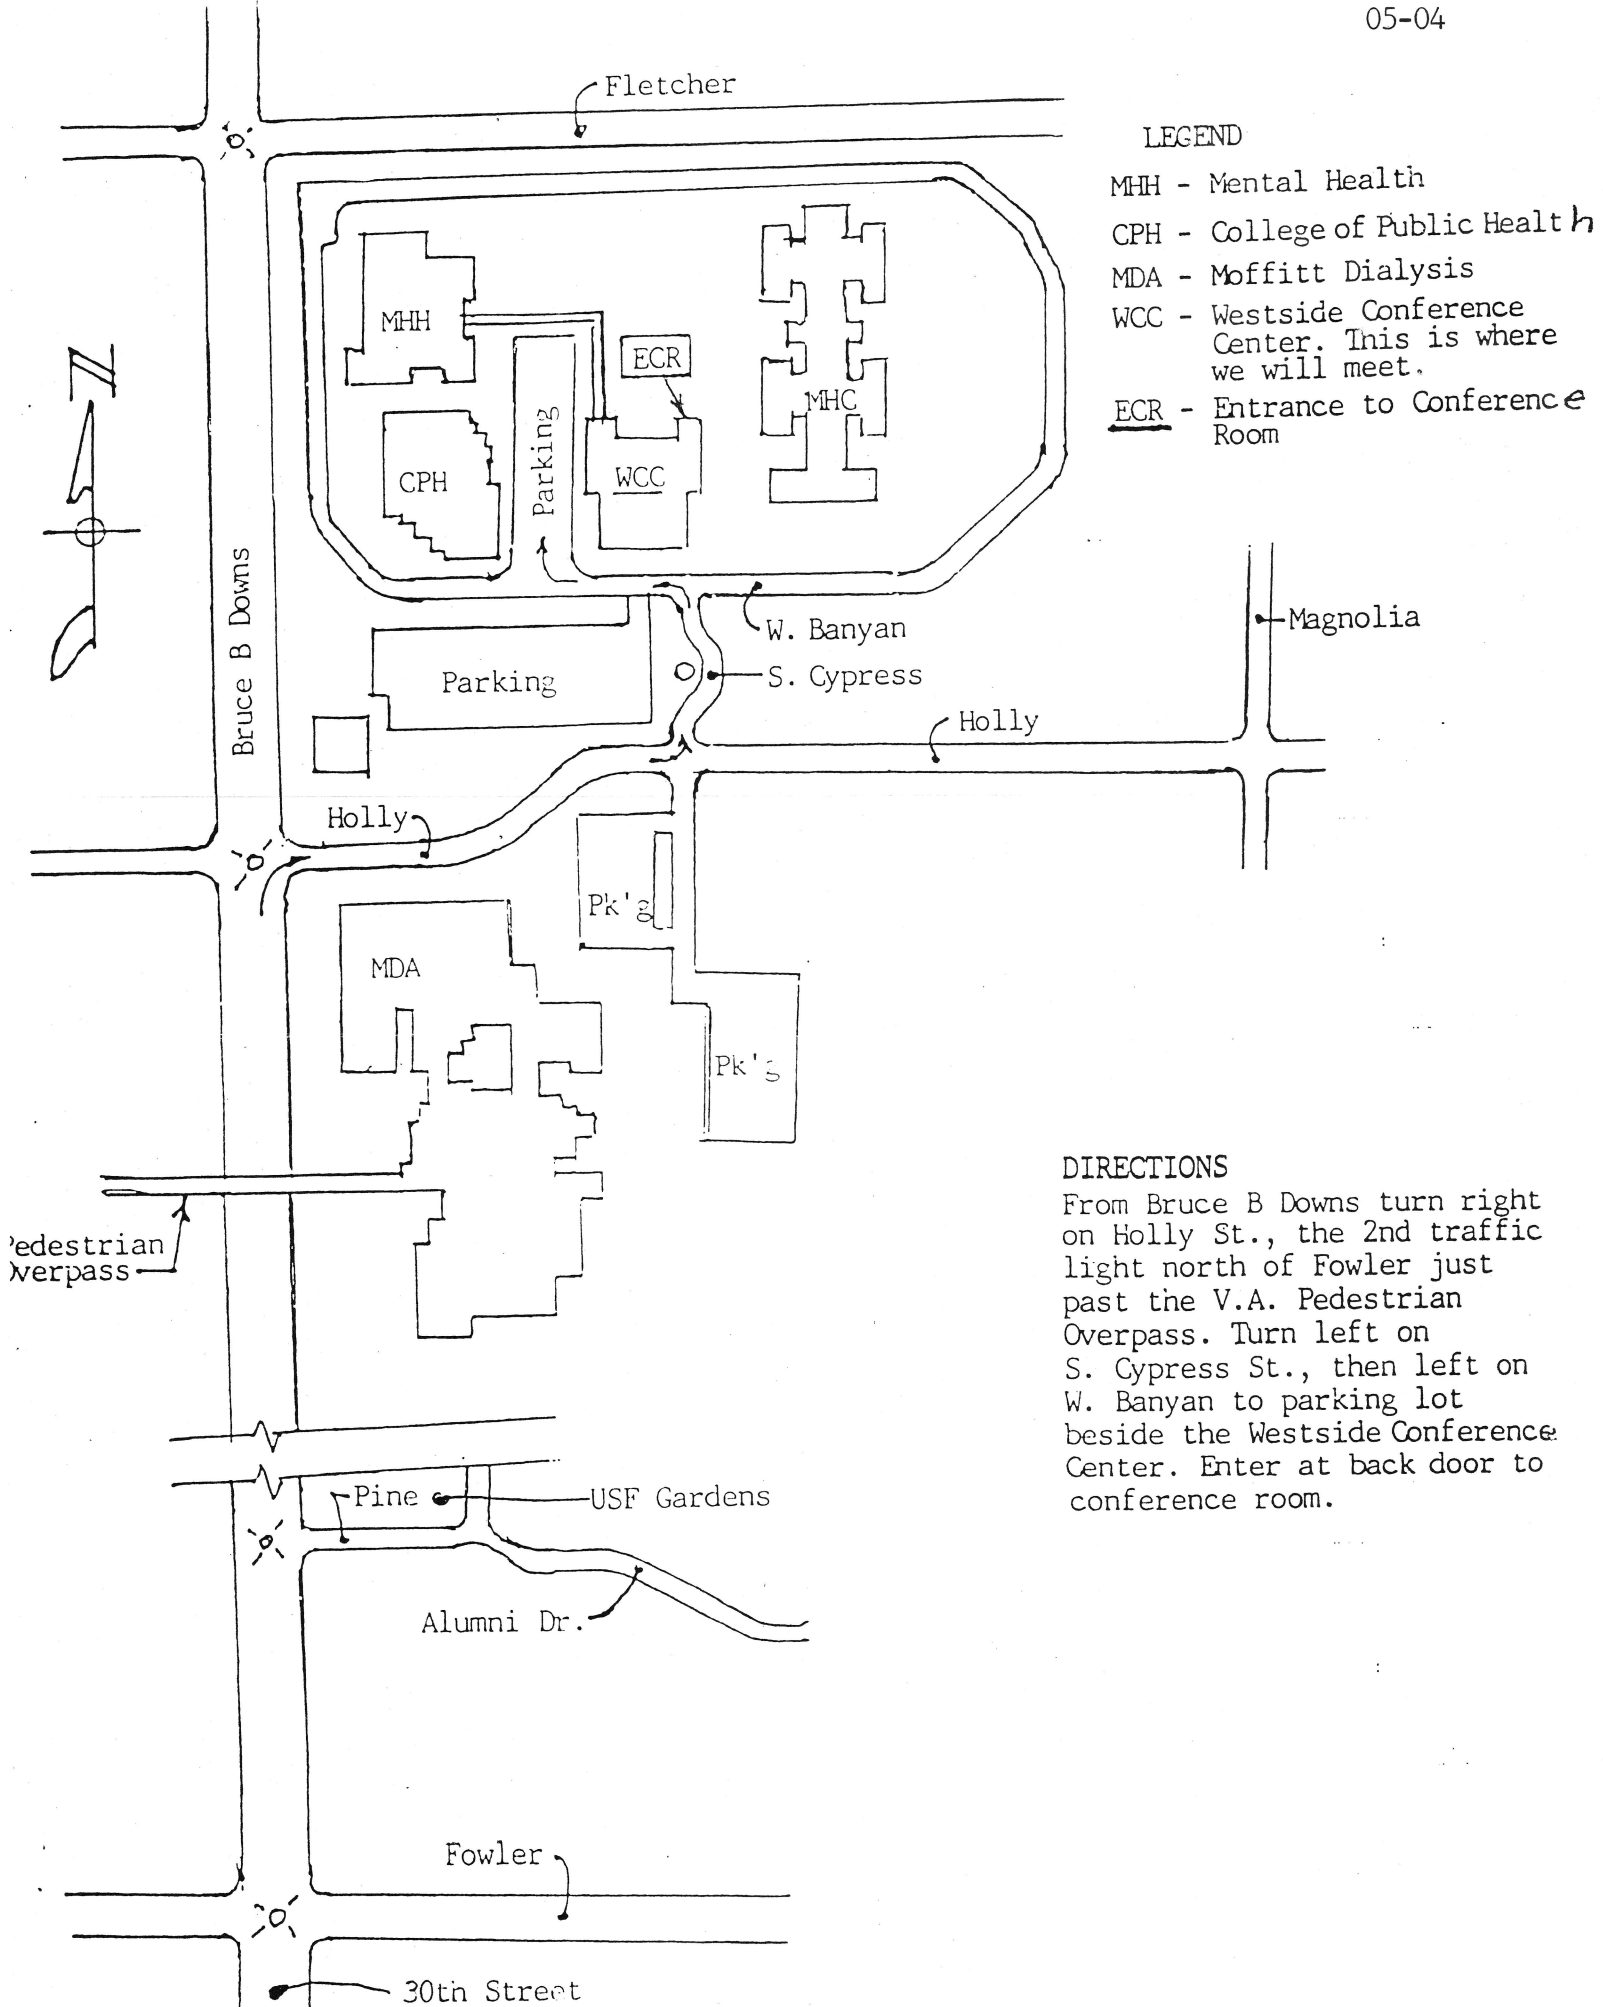 05-04
Fletcher
LEGEND
MHH - Mental Health
CPH - College of Public Health
MDA - Moffitt Dialysis
WCC - Westside Conference
Center. This is where
we will meet.
ECR - Entrance to Conference
Room
N
MHH
ECR
MHC
Parking
CPH
WCC
Bruce B Downs
W. Banyan
Magnolia
S. Cypress
Parking
Holly
Holly
Pk'g
MDA
Pk'g
DIRECTIONS
From Bruce B Downs turn right
on Holly St., the 2nd traffic
light north of Fowler just
past the V.A. Pedestrian
Overpass. Turn left on
S. Cypress St., then left on
W. Banyan to parking lot
beside the Westside Conference
Center. Enter at back door to
conference room.
Pedestrian
Overpass
Pine
USF Gardens
Alumni Dr.
Fowler
30th Street